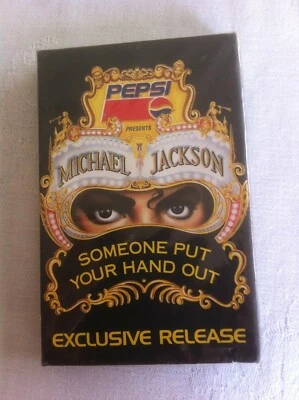 PEPSI
PRESENTS
MICHAEL JACKSON
SOMEONE PUT
YOUR HAND OUT
EXCLUSIVE RELEASE